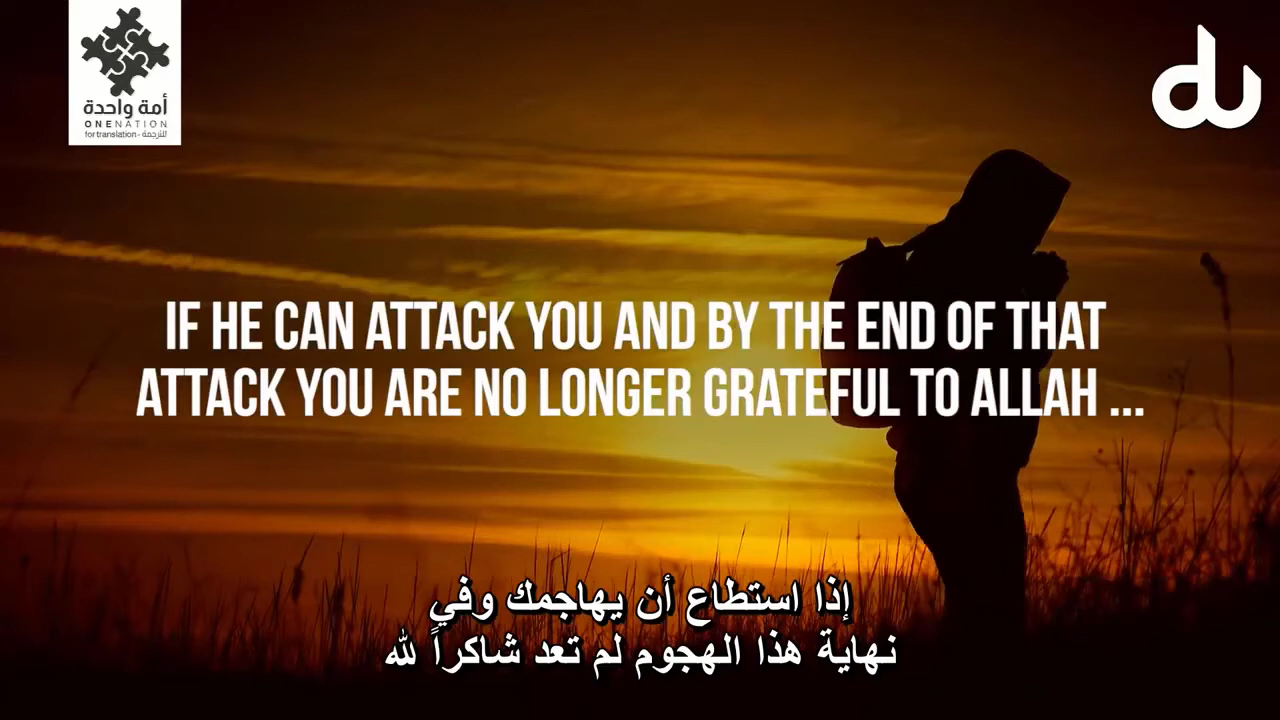 أمة واحدة
ONENATION
for translation - للترجمة
du
IF HE CAN ATTACK YOU AND BY THE END OF THAT
ATTACK YOU ARE NO LONGER GRATEFUL TO ALLAH ...
إذا استطاع أن يهاجمك وفي
نهاية هذا الهجوم لم تعد شاكراً لله